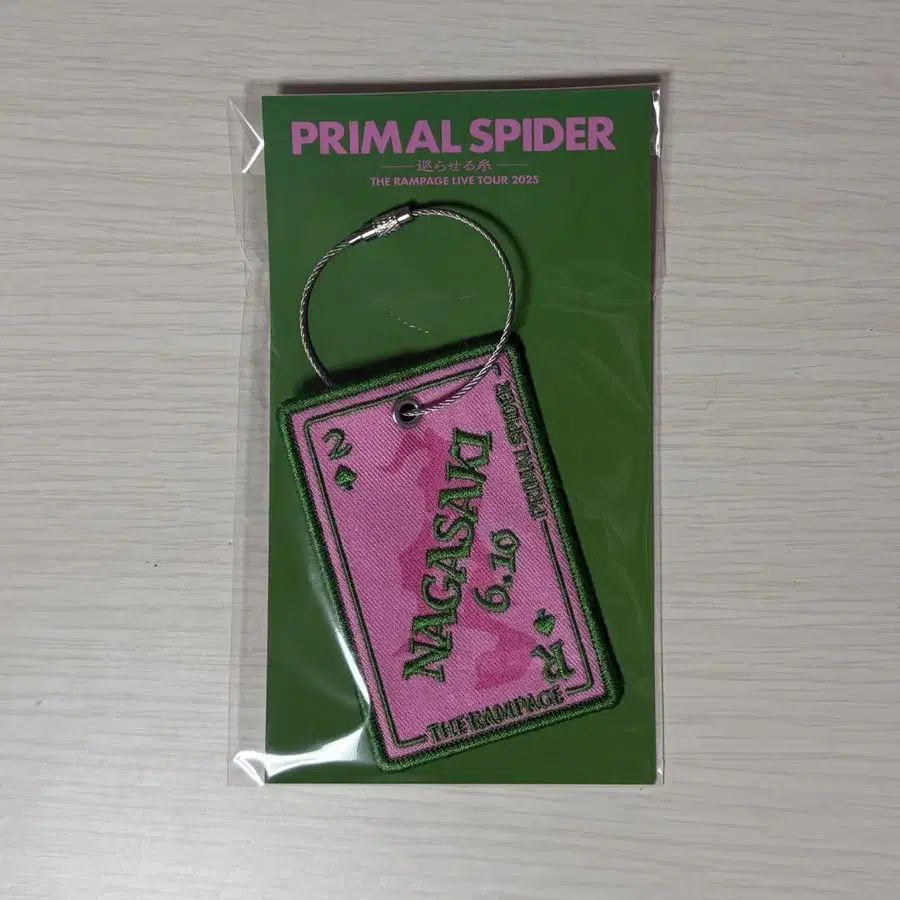 PRIMAL SPIDER
巡らせる糸
THE RAMPAGE LIVE TOUR 2025
2
NAGASAKI
6.10
PRIMAL SPIDER
R
THE RAMPAGE